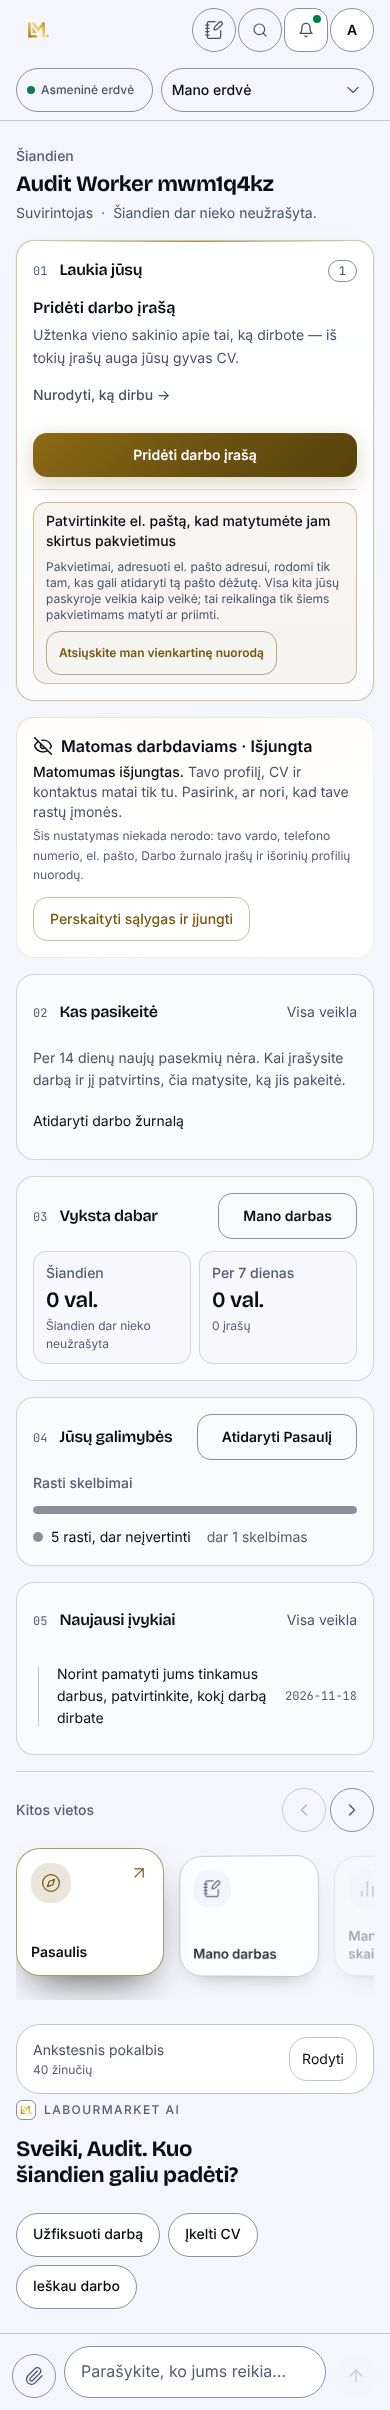 LM.
A
Asmeninė erdvė
Mano erdvė
Šiandien
Audit Worker mwm1q4kz
Suvirintojas · Šiandien dar nieko neužrašyta.
01 Laukia jūsų 1
Pridėti darbo įrašą
Užtenka vieno sakinio apie tai, ką dirbote — iš
tokių įrašų auga jūsų gyvas CV.
Nurodyti, ką dirbu →
Pridėti darbo įrašą
Patvirtinkite el. paštą, kad matytumėte jam
skirtus pakvietimus
Pakvietimai, adresuoti el. pašto adresui, rodomi tik
tam, kas gali atidaryti tą pašto dėžutę. Visa kita jūsų
paskyroje veikia kaip veikė; tai reikalinga tik šiems
pakvietimams matyti ar priimti.
Atsiųskite man vienkartinę nuorodą
Matomas darbdaviams · Išjungta
Matomumas išjungtas. Tavo profilį, CV ir
kontaktus matai tik tu. Pasirink, ar nori, kad tave
rastų įmonės.
Šis nustatymas niekada nerodo: tavo vardo, telefono
numerio, el. pašto, Darbo žurnalo įrašų ir išorinių profilių
nuorodų.
Perskaityti sąlygas ir įjungti
02 Kas pasikeitė Visa veikla
Per 14 dienų naujų pasekmių nėra. Kai įrašysite
darbą ir jį patvirtins, čia matysite, ką jis pakeitė.
Atidaryti darbo žurnalą
03 Vyksta dabar Mano darbas
Šiandien
0 val.
Šiandien dar nieko
neužrašyta
Per 7 dienas
0 val.
0 įrašų
04 Jūsų galimybės Atidaryti Pasaulį
Rasti skelbimai
5 rasti, dar neįvertinti dar 1 skelbimas
05 Naujausi įvykiai Visa veikla
Norint pamatyti jums tinkamus
darbus, patvirtinkite, kokį darbą
dirbate
2026-11-18
Kitos vietos
Pasaulis
Mano darbas
Ankstesnis pokalbis
40 žinučių
Rodyti
LM. LABOURMARKET AI
Sveiki, Audit. Kuo
šiandien galiu padėti?
Užfiksuoti darbą
Įkelti CV
Ieškau darbo
Parašykite, ko jums reikia...